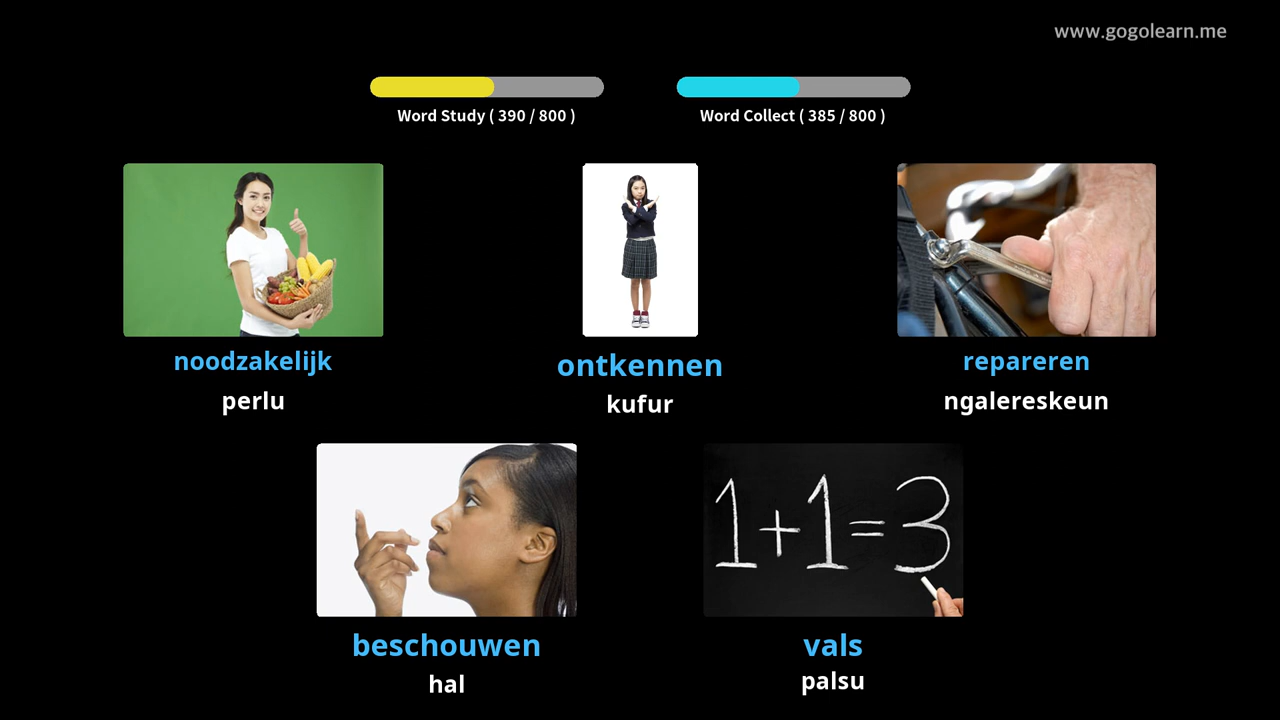 www.gogolearn.me
Word Study ( 390 / 800 )
Word Collect ( 385 / 800 )
noodzakelijk
perlu
ontkennen
kufur
repareren
ngalereskeun
1+1=3
beschouwen
hal
vals
palsu